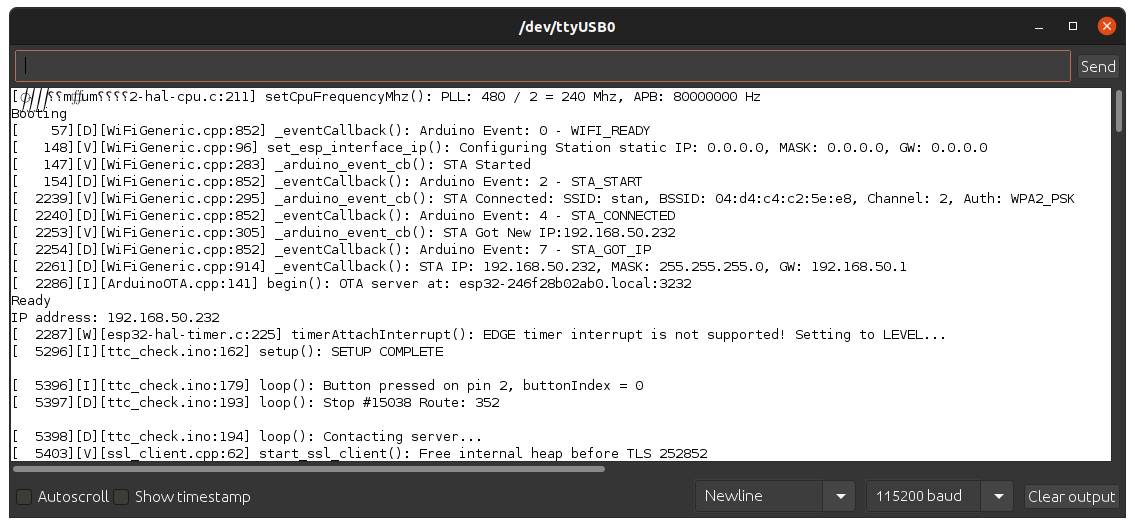 /dev/ttyUSB0
Send
2-hal-cpu.c:211] setCpuFrequencyMhz(): PLL: 480 / 2 = 240 Mhz, APB: 80000000 Hz
Booting
[    57][D][WiFiGeneric.cpp:852] _eventCallback(): Arduino Event: 0 - WIFI_READY
[   148][V][WiFiGeneric.cpp:96] set_esp_interface_ip(): Configuring Station static IP: 0.0.0.0, MASK: 0.0.0.0, GW: 0.0.0.0
[   147][V][WiFiGeneric.cpp:283] _arduino_event_cb(): STA Started
[   154][D][WiFiGeneric.cpp:852] _eventCallback(): Arduino Event: 2 - STA_START
[  2239][V][WiFiGeneric.cpp:295] _arduino_event_cb(): STA Connected: SSID: stan, BSSID: 04:d4:c4:c2:5e:e8, Channel: 2, Auth: WPA2_PSK
[  2240][D][WiFiGeneric.cpp:852] _eventCallback(): Arduino Event: 4 - STA_CONNECTED
[  2253][V][WiFiGeneric.cpp:305] _arduino_event_cb(): STA Got New IP:192.168.50.232
[  2254][D][WiFiGeneric.cpp:852] _eventCallback(): Arduino Event: 7 - STA_GOT_IP
[  2261][D][WiFiGeneric.cpp:914] _eventCallback(): STA IP: 192.168.50.232, MASK: 255.255.255.0, GW: 192.168.50.1
[  2286][I][ArduinoOTA.cpp:141] begin(): OTA server at: esp32-246f28b02ab0.local:3232
Ready
IP address: 192.168.50.232
[  2287][W][esp32-hal-timer.c:225] timerAttachInterrupt(): EDGE timer interrupt is not supported! Setting to LEVEL...
[  5296][I][ttc_check.ino:162] setup(): SETUP COMPLETE
[  5396][I][ttc_check.ino:179] loop(): Button pressed on pin 2, buttonIndex = 0
[  5397][D][ttc_check.ino:193] loop(): Stop #15038 Route: 352
[  5398][D][ttc_check.ino:194] loop(): Contacting server...
[  5403][V][ssl_client.cpp:62] start_ssl_client(): Free internal heap before TLS 252852
Autoscroll Show timestamp Newline 115200 baud Clear output